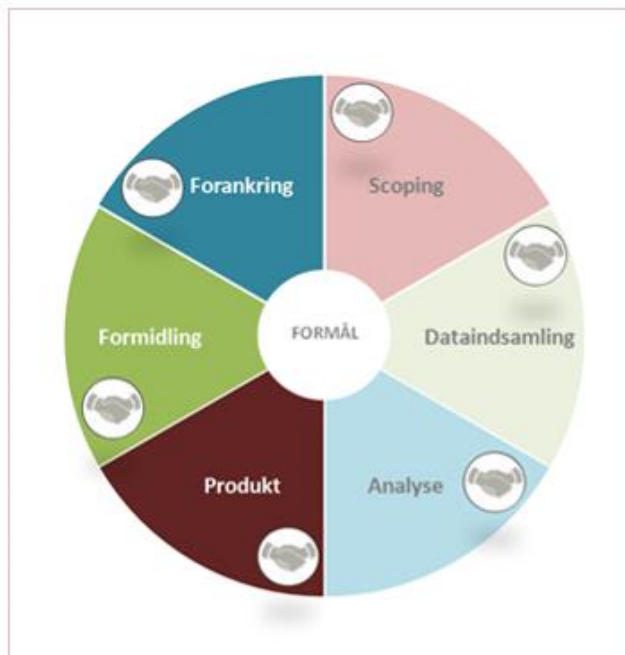 Forankring
Scoping
Formidling
FORMÅL
Dataindsamling
Produkt
Analyse